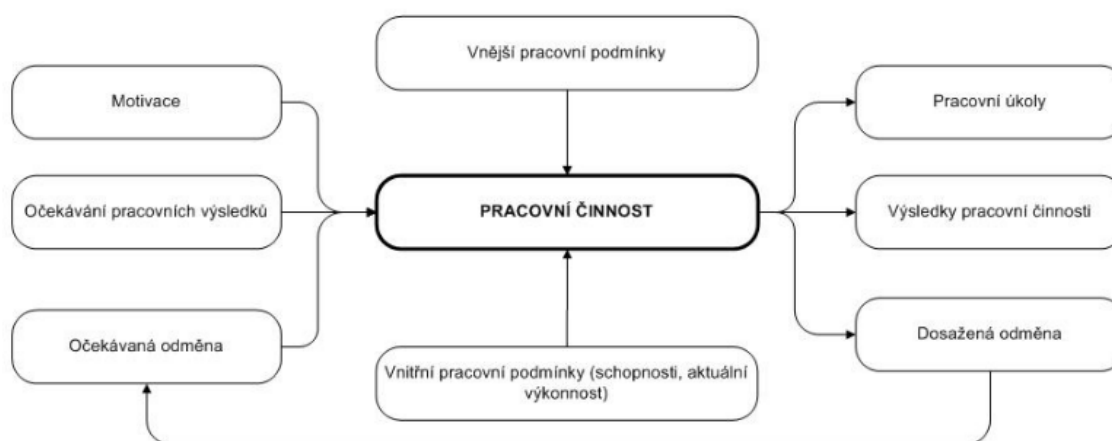 Vnější pracovní podmínky
Motivace
Pracovní úkoly
Očekávání pracovních výsledků
PRACOVNÍ ČINNOST
Výsledky pracovní činnosti
Očekávaná odměna
Vnitřní pracovní podmínky (schopnosti, aktuální
výkonnost)
Dosažená odměna